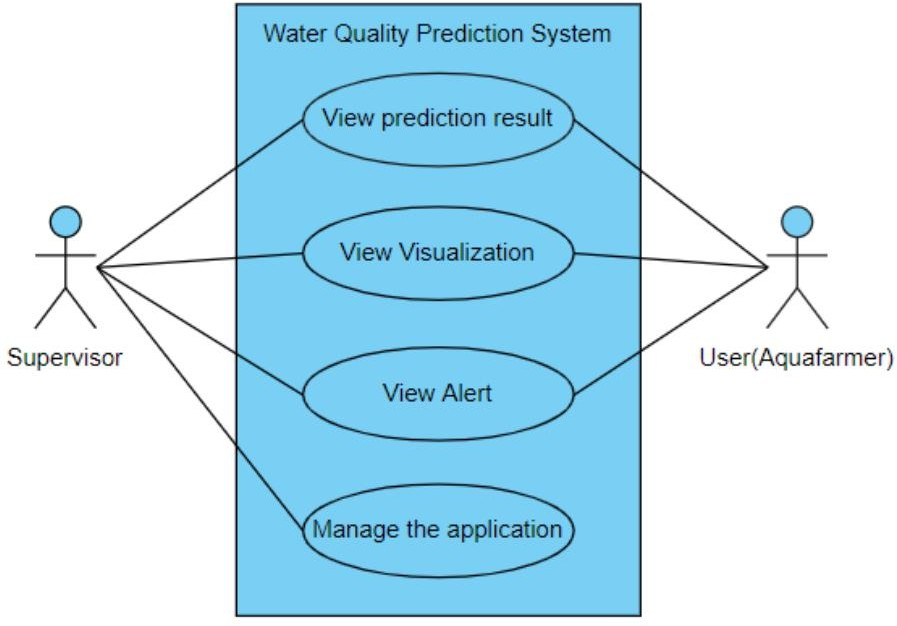 Water Quality Prediction System
View prediction result
View Visualization
Supervisor
User(Aquafarmer)
View Alert
Manage the application